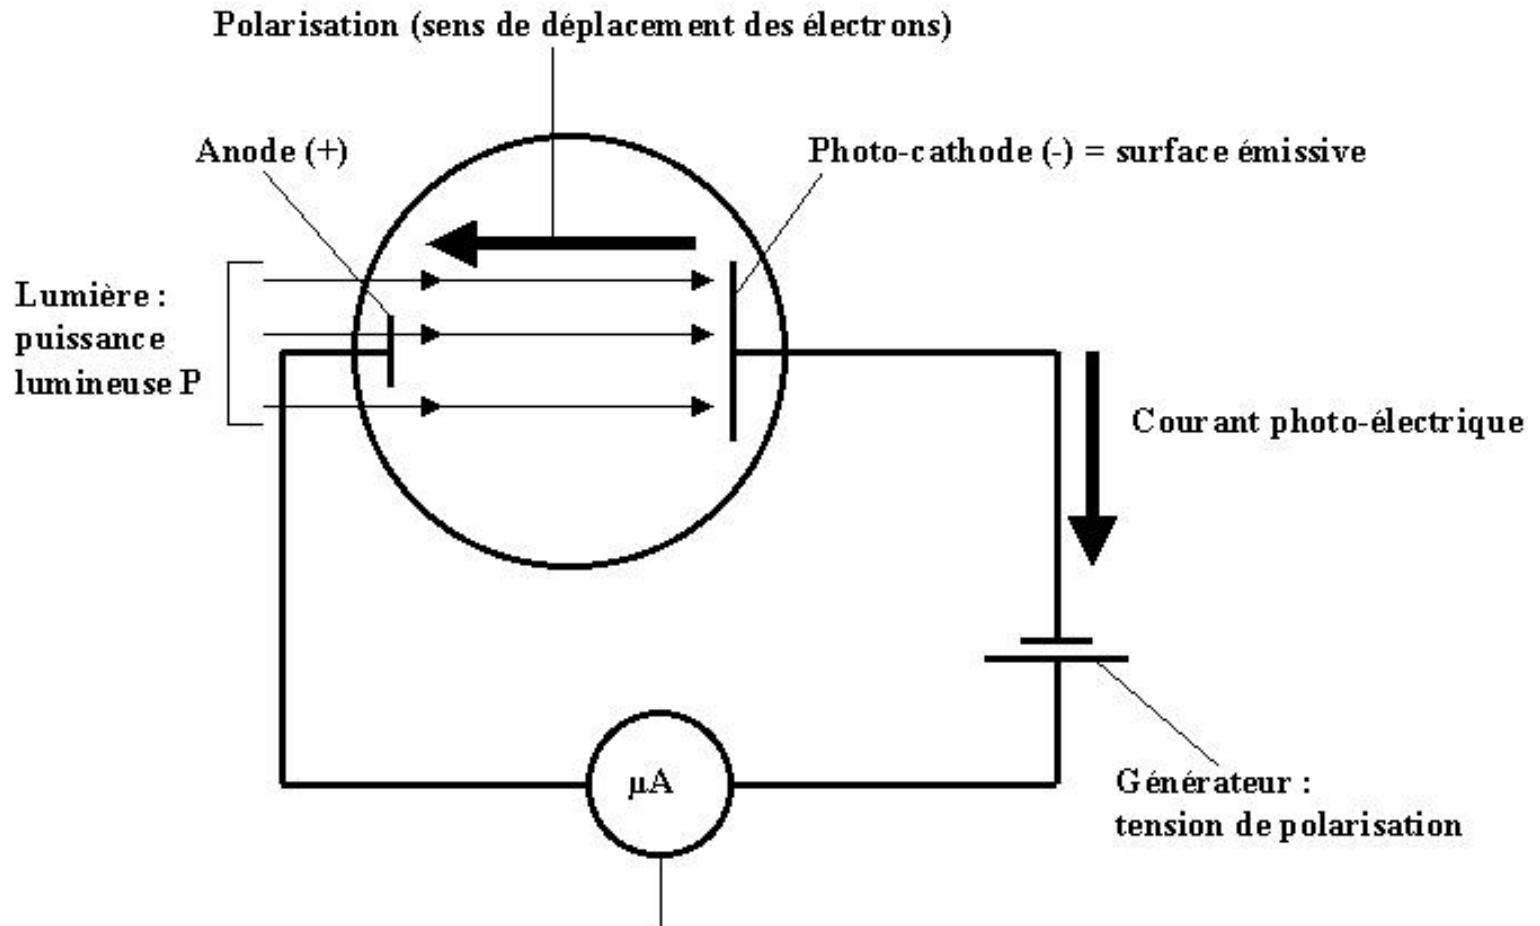 Polarisation (sens de déplacement des électrons)
Anode (+)
Photo-cathode (-) = surface émissive
Lumière :
puissance
lumineuse P
Courant photo-électrique
µA
Générateur :
tension de polarisation